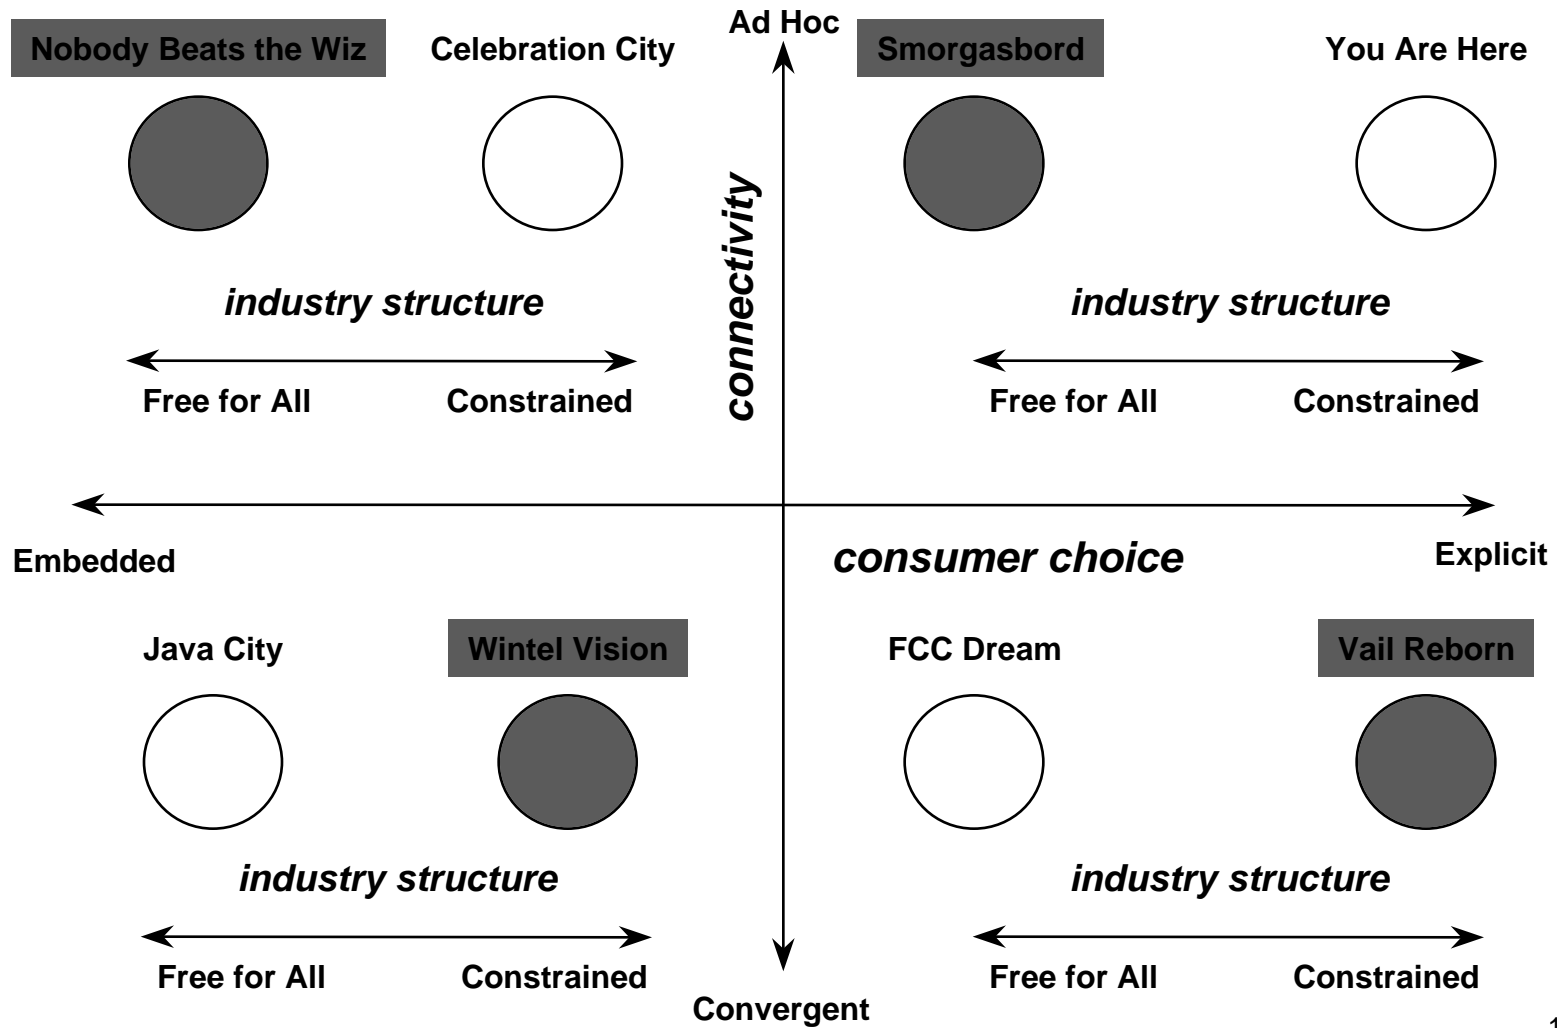 Ad Hoc
Nobody Beats the Wiz
Celebration City
Smorgasbord
You Are Here
connectivity
industry structure
industry structure
Free for All
Constrained
Free for All
Constrained
Embedded
consumer choice
Explicit
Java City
Wintel Vision
FCC Dream
Vail Reborn
industry structure
industry structure
Free for All
Constrained
Free for All
Constrained
Convergent
1